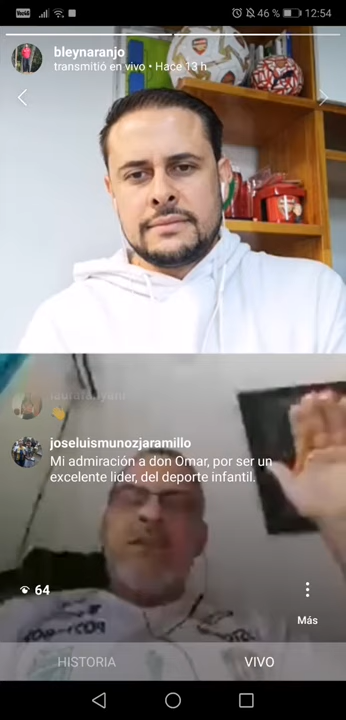 46 %
12:54
bleynaranjo
transmitió en vivo • Hace 13 h
joseluismunozjaramillo
Mi admiración a don Omar, por ser un
excelente lider, del deporte infantil.
64
Más
HISTORIA
VIVO